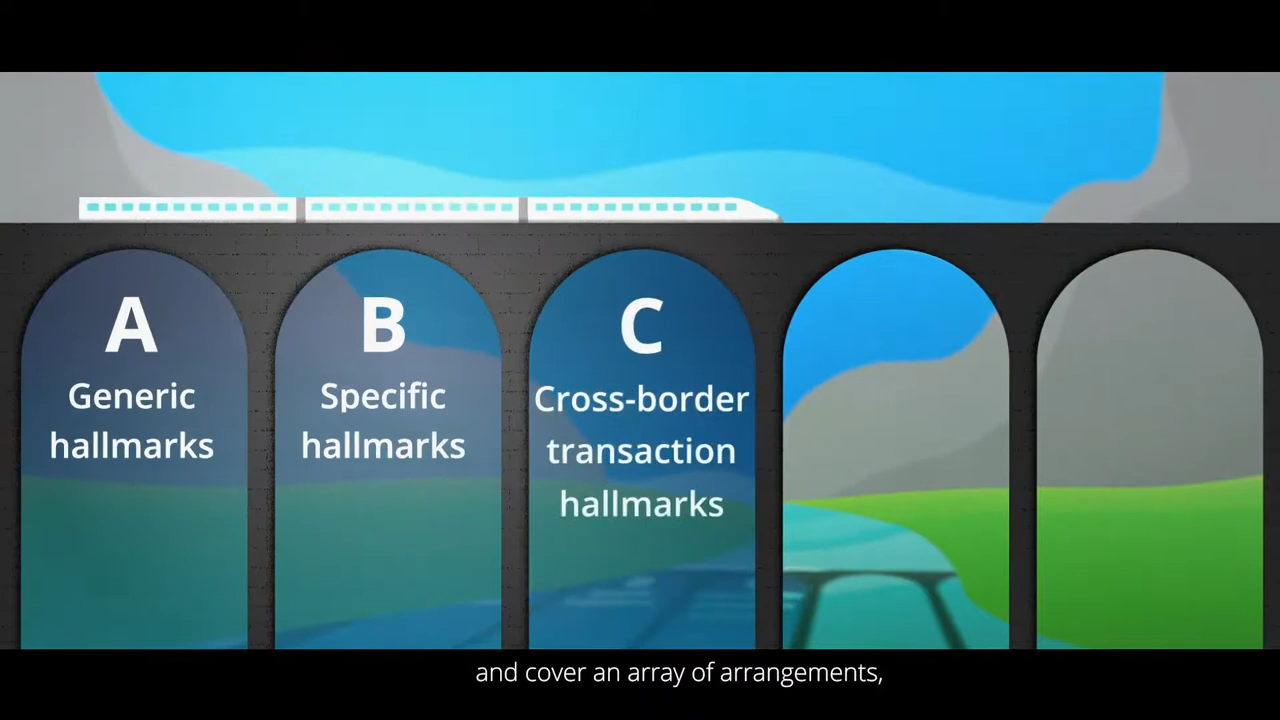 A
Generic
hallmarks
B
Specific
hallmarks
C
Cross-border
transaction
hallmarks
and cover an array of arrangements,